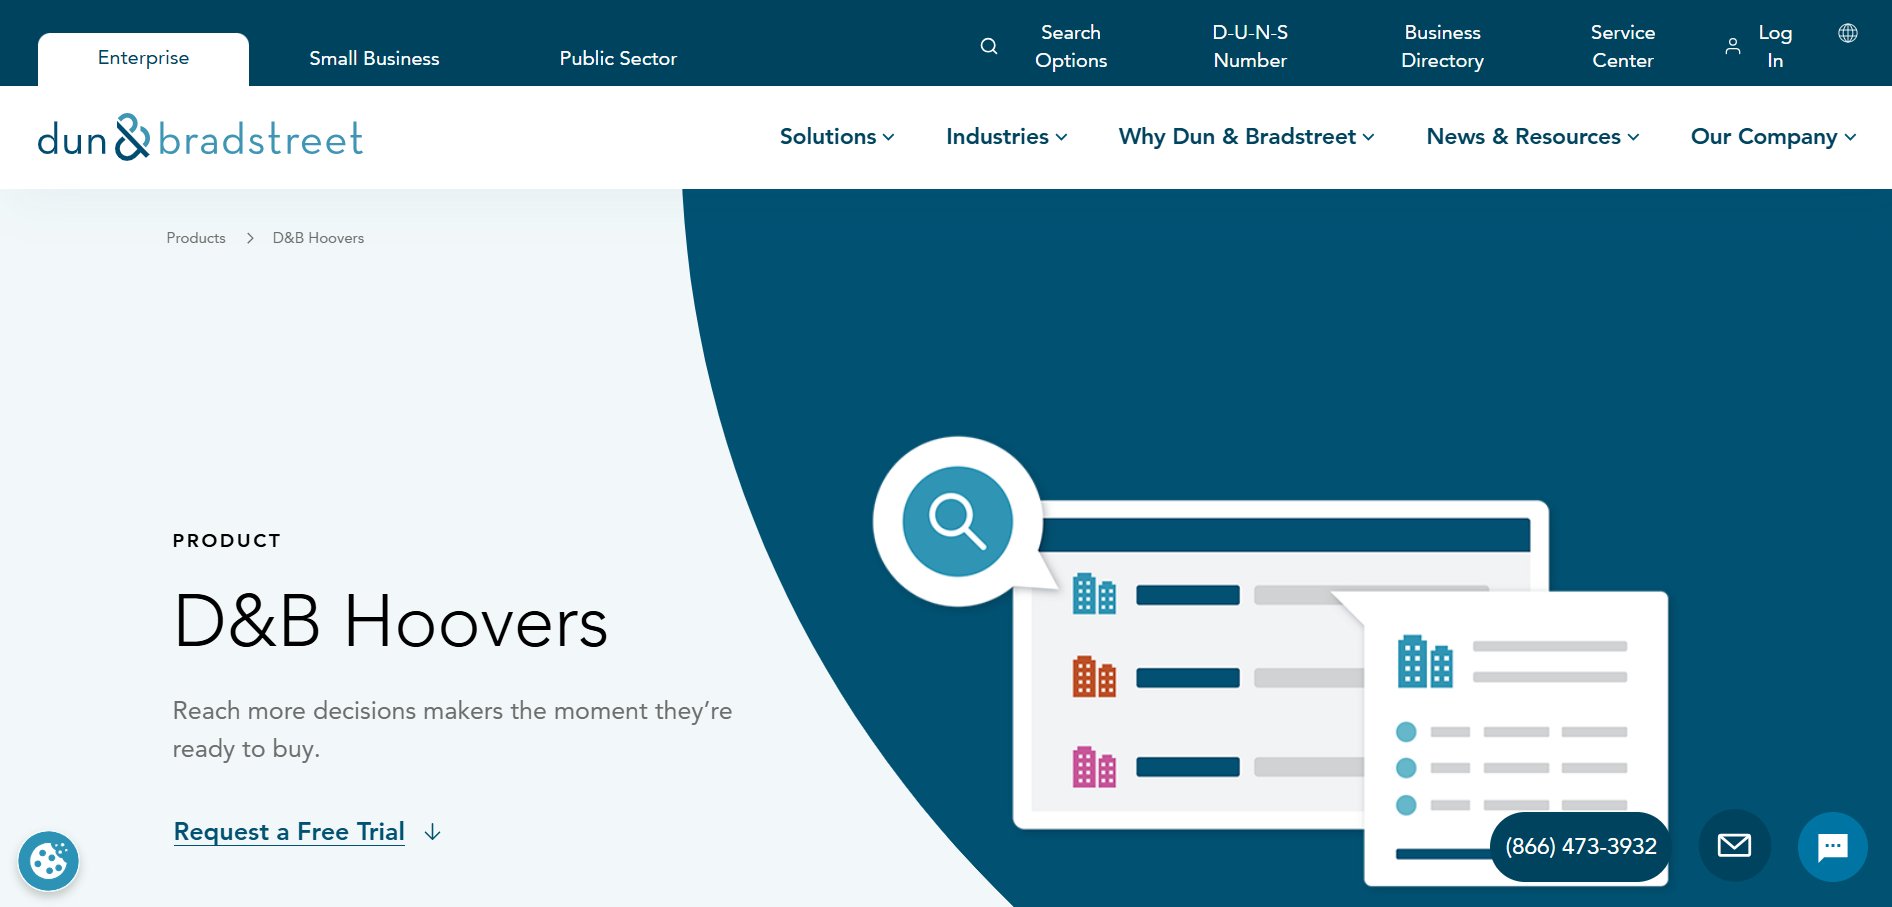 Enterprise
Small Business
Public Sector
Search
Options
D-U-N-S
Number
Business
Directory
Service
Center
Log
In
dun & bradstreet
Solutions
Industries
Why Dun & Bradstreet
News & Resources
Our Company
Products
D&B Hoovers
PRODUCT
D&B Hoovers
Reach more decisions makers the moment they’re
ready to buy.
Request a Free Trial
(866) 473-3932